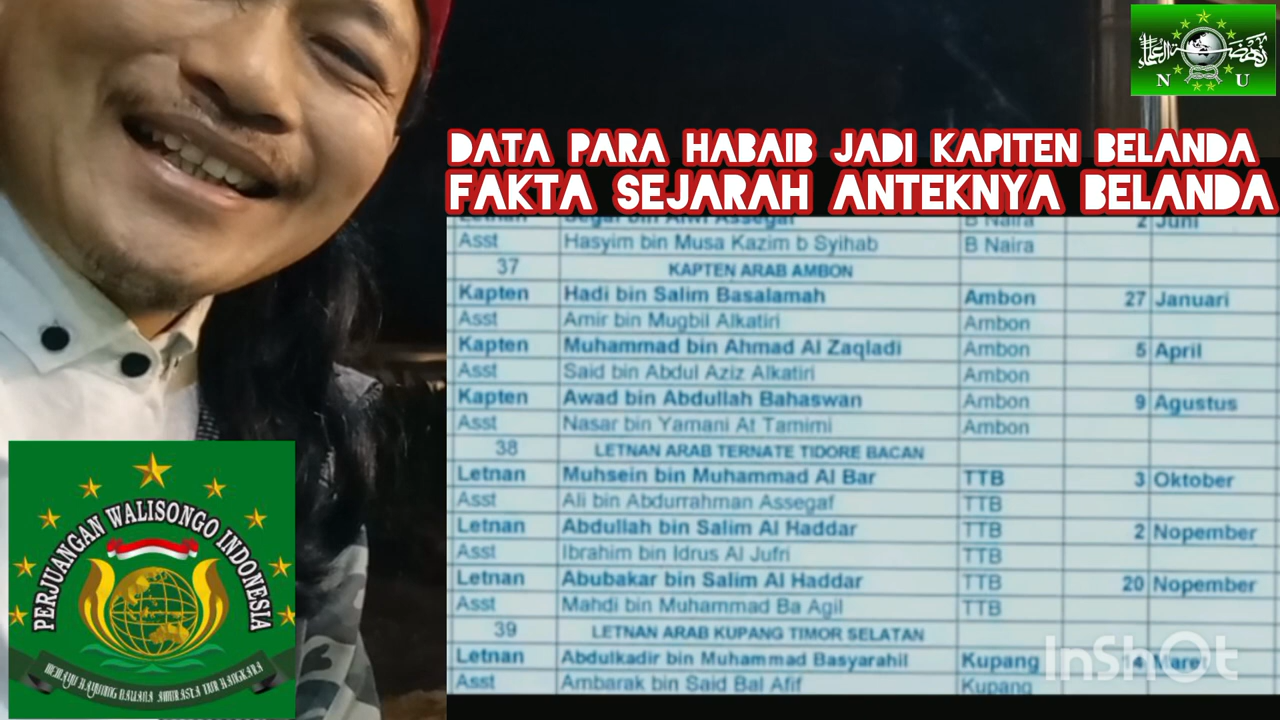 N U
DATA PARA HABAIB JADI KAPITEN BELANDA
FAKTA SEJARAH ANTEKNYA BELANDA
Letnan B Naira 2 Juni
Asst Hasyim bin Musa Kazim b Syihab B Naira
37 KAPTEN ARAB AMBON
Kapten Hadi bin Salim Basalamah Ambon 27 Januari
Asst Amir bin Mugbil Alkatiri Ambon
Kapten Muhammad bin Ahmad Al Zaqladi Ambon 5 April
Asst Said bin Abdul Aziz Alkatiri Ambon
Kapten Awad bin Abdullah Bahaswan Ambon 9 Agustus
Asst Nasar bin Yamani At Tamimi Ambon
38 LETNAN ARAB TERNATE TIDORE BACAN
Letnan Muhsein bin Muhammad Al Bar TTB 3 Oktober
Asst Ali bin Abdurrahman Assegaf TTB
Letnan Abdullah bin Salim Al Haddar TTB 2 Nopember
Asst Ibrahim bin Idrus Al Jufri TTB
Letnan Abubakar bin Salim Al Haddar TTB 20 Nopember
Asst Mahdi bin Muhammad Ba Agil TTB
39 LETNAN ARAB KUPANG TIMOR SELATAN
Letnan Abdulkadir bin Muhammad Basyarahil Kupang 14 Maret
Asst Ambarak bin Said Bal Afif Kupang
InShOt
PERJUANGAN WALISONGO INDONESIA